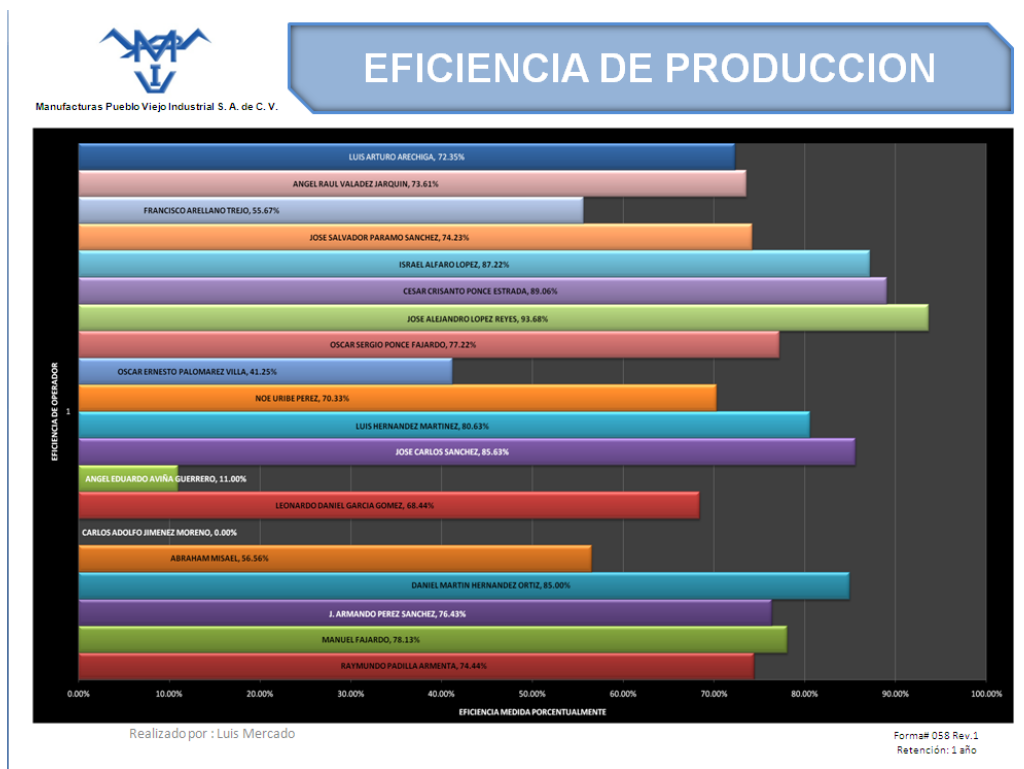 MAPV
I
Manufacturas Pueblo Viejo Industrial S. A. de C. V.
EFICIENCIA DE PRODUCCION
LUIS ARTURO ARECHIGA, 72.35%
ANGEL RAUL VALADEZ JARQUIN, 73.61%
FRANCISCO ARELLANO TREJO, 55.67%
JOSE SALVADOR PARAMO SANCHEZ, 74.23%
ISRAEL ALFARO LOPEZ, 87.22%
CESAR CRISANTO PONCE ESTRADA, 89.06%
JOSE ALEJANDRO LOPEZ REYES, 93.68%
OSCAR SERGIO PONCE FAJARDO, 77.22%
OSCAR ERNESTO PALOMAREZ VILLA, 41.25%
NOE URIBE PEREZ, 70.33%
LUIS HERNANDEZ MARTINEZ, 80.63%
JOSE CARLOS SANCHEZ, 85.63%
ANGEL EDUARDO AVIÑA GUERRERO, 11.00%
LEONARDO DANIEL GARCIA GOMEZ, 68.44%
CARLOS ADOLFO JIMENEZ MORENO, 0.00%
ABRAHAM MISAEL, 56.56%
DANIEL MARTIN HERNANDEZ ORTIZ, 85.00%
J. ARMANDO PEREZ SANCHEZ, 76.43%
MANUEL FAJARDO, 78.13%
RAYMUNDO PADILLA ARMENTA, 74.44%
EFICIENCIA DE OPERADOR
1
0.00% 10.00% 20.00% 30.00% 40.00% 50.00% 60.00% 70.00% 80.00% 90.00% 100.00%
EFICIENCIA MEDIDA PORCENTUALMENTE
Realizado por : Luis Mercado
Forma# 058 Rev.1
Retención: 1 año